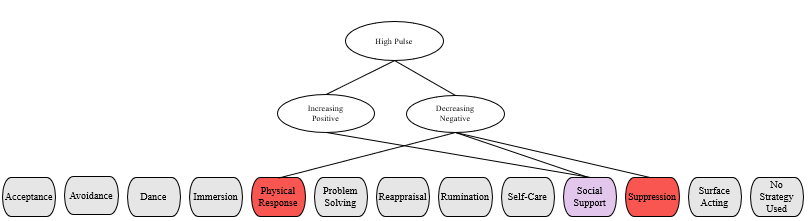 High Pulse
Increasing
Positive
Decreasing
Negative
Acceptance
Avoidance
Dance
Immersion
Physical
Response
Problem
Solving
Reappraisal
Rumination
Self-Care
Social
Support
Suppression
Surface
Acting
No
Strategy
Used